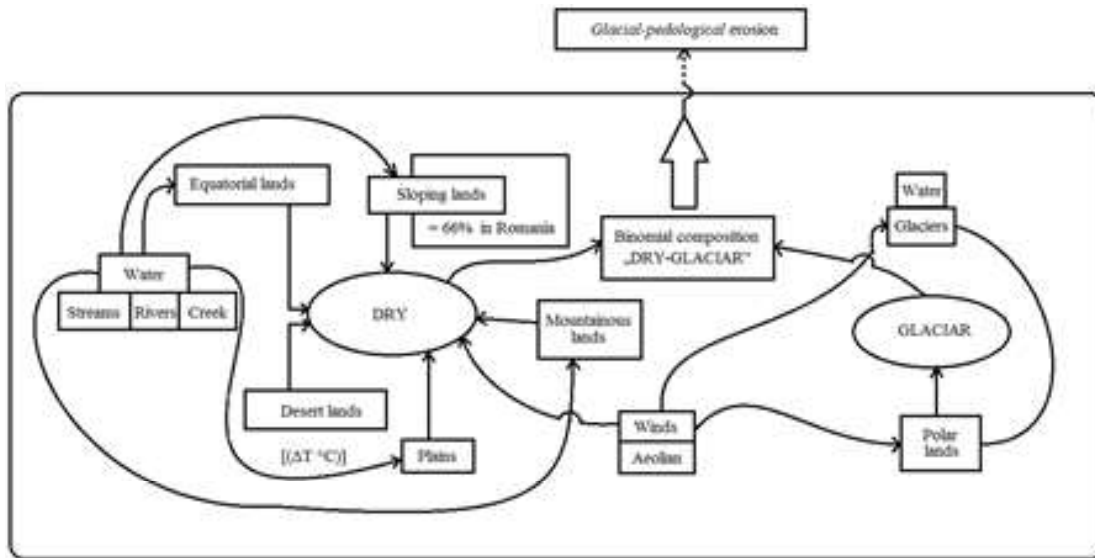 Glacial-pedological erosion
Equatorial lands
Sloping lands
= 66% in Romania
Water
Streams Rivers Creek
DRY
Desert lands
[(ΔT °C)]
Plains
Mountainous
lands
Binomial composition
„DRY-GLACIAR"
Winds
Aeolian
Water
Glaciers
GLACIAR
Polar
lands